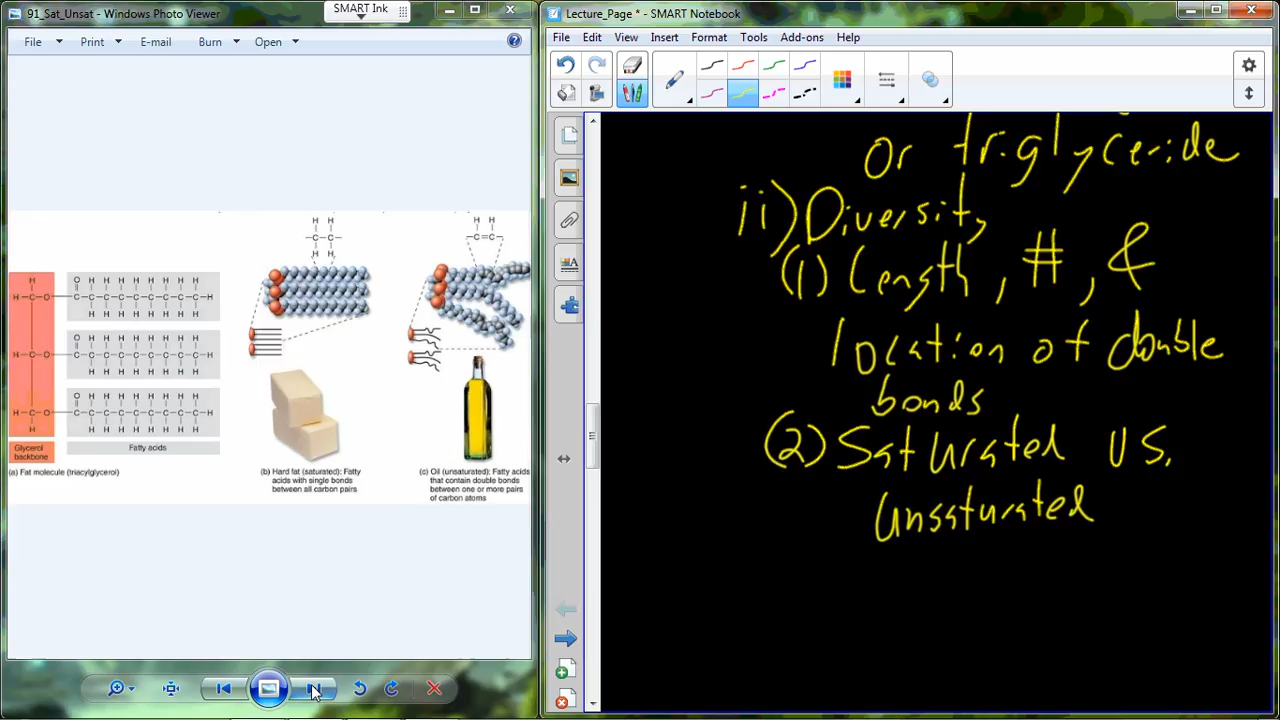 91_Sat_Unsat - Windows Photo Viewer
SMART Ink
File Print E-mail Burn Open
H H
C C
H H
H H
C=C
H
H C O
H C O
H C O
H
O H H H H H H H H
C C C C C C C C C H
H H H H H H H H
O H H H H H H H H
C C C C C C C C C H
H H H H H H H H
O H H H H H H H H
C C C C C C C C C H
H H H H H H H H
Glycerol
backbone
Fatty acids
(a) Fat molecule (triacylglycerol)
(b) Hard fat (saturated): Fatty
acids with single bonds
between all carbon pairs
(c) Oil (unsaturated): Fatty acids
that contain double bonds
between one or more pairs
of carbon atoms
Lecture_Page * - SMART Notebook
File Edit View Insert Format Tools Add-ons Help
or triglyceride
ii) Diversity
(1) Length, #, &
location of double
bonds
(2) Saturated vs.
unsaturated